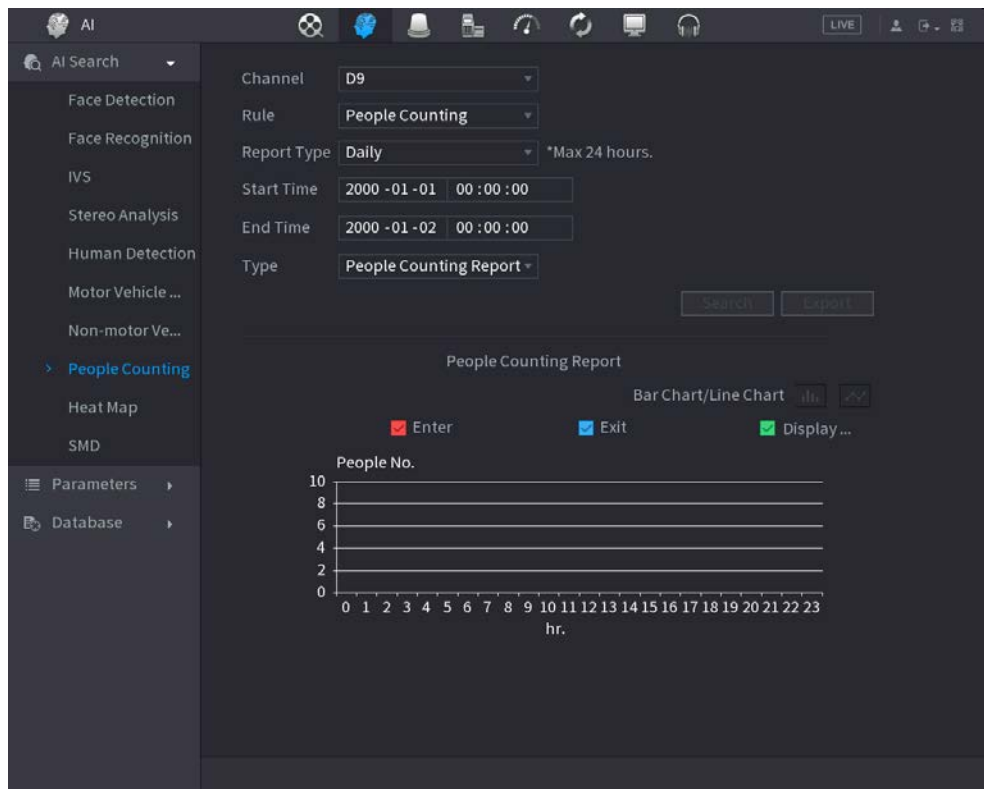 AI
LIVE
AI Search
Face Detection
Face Recognition
IVS
Stereo Analysis
Human Detection
Motor Vehicle ...
Non-motor Ve...
People Counting
Heat Map
SMD
Parameters
Database
Channel D9
Rule People Counting
Report Type Daily *Max 24 hours.
Start Time 2000 -01 -01 00 :00 :00
End Time 2000 -01 -02 00 :00 :00
Type People Counting Report
Search Export
People Counting Report
Bar Chart/Line Chart
Enter Exit Display ...
People No.
10
8
6
4
2
0
0 1 2 3 4 5 6 7 8 9 10 11 12 13 14 15 16 17 18 19 20 21 22 23
hr.